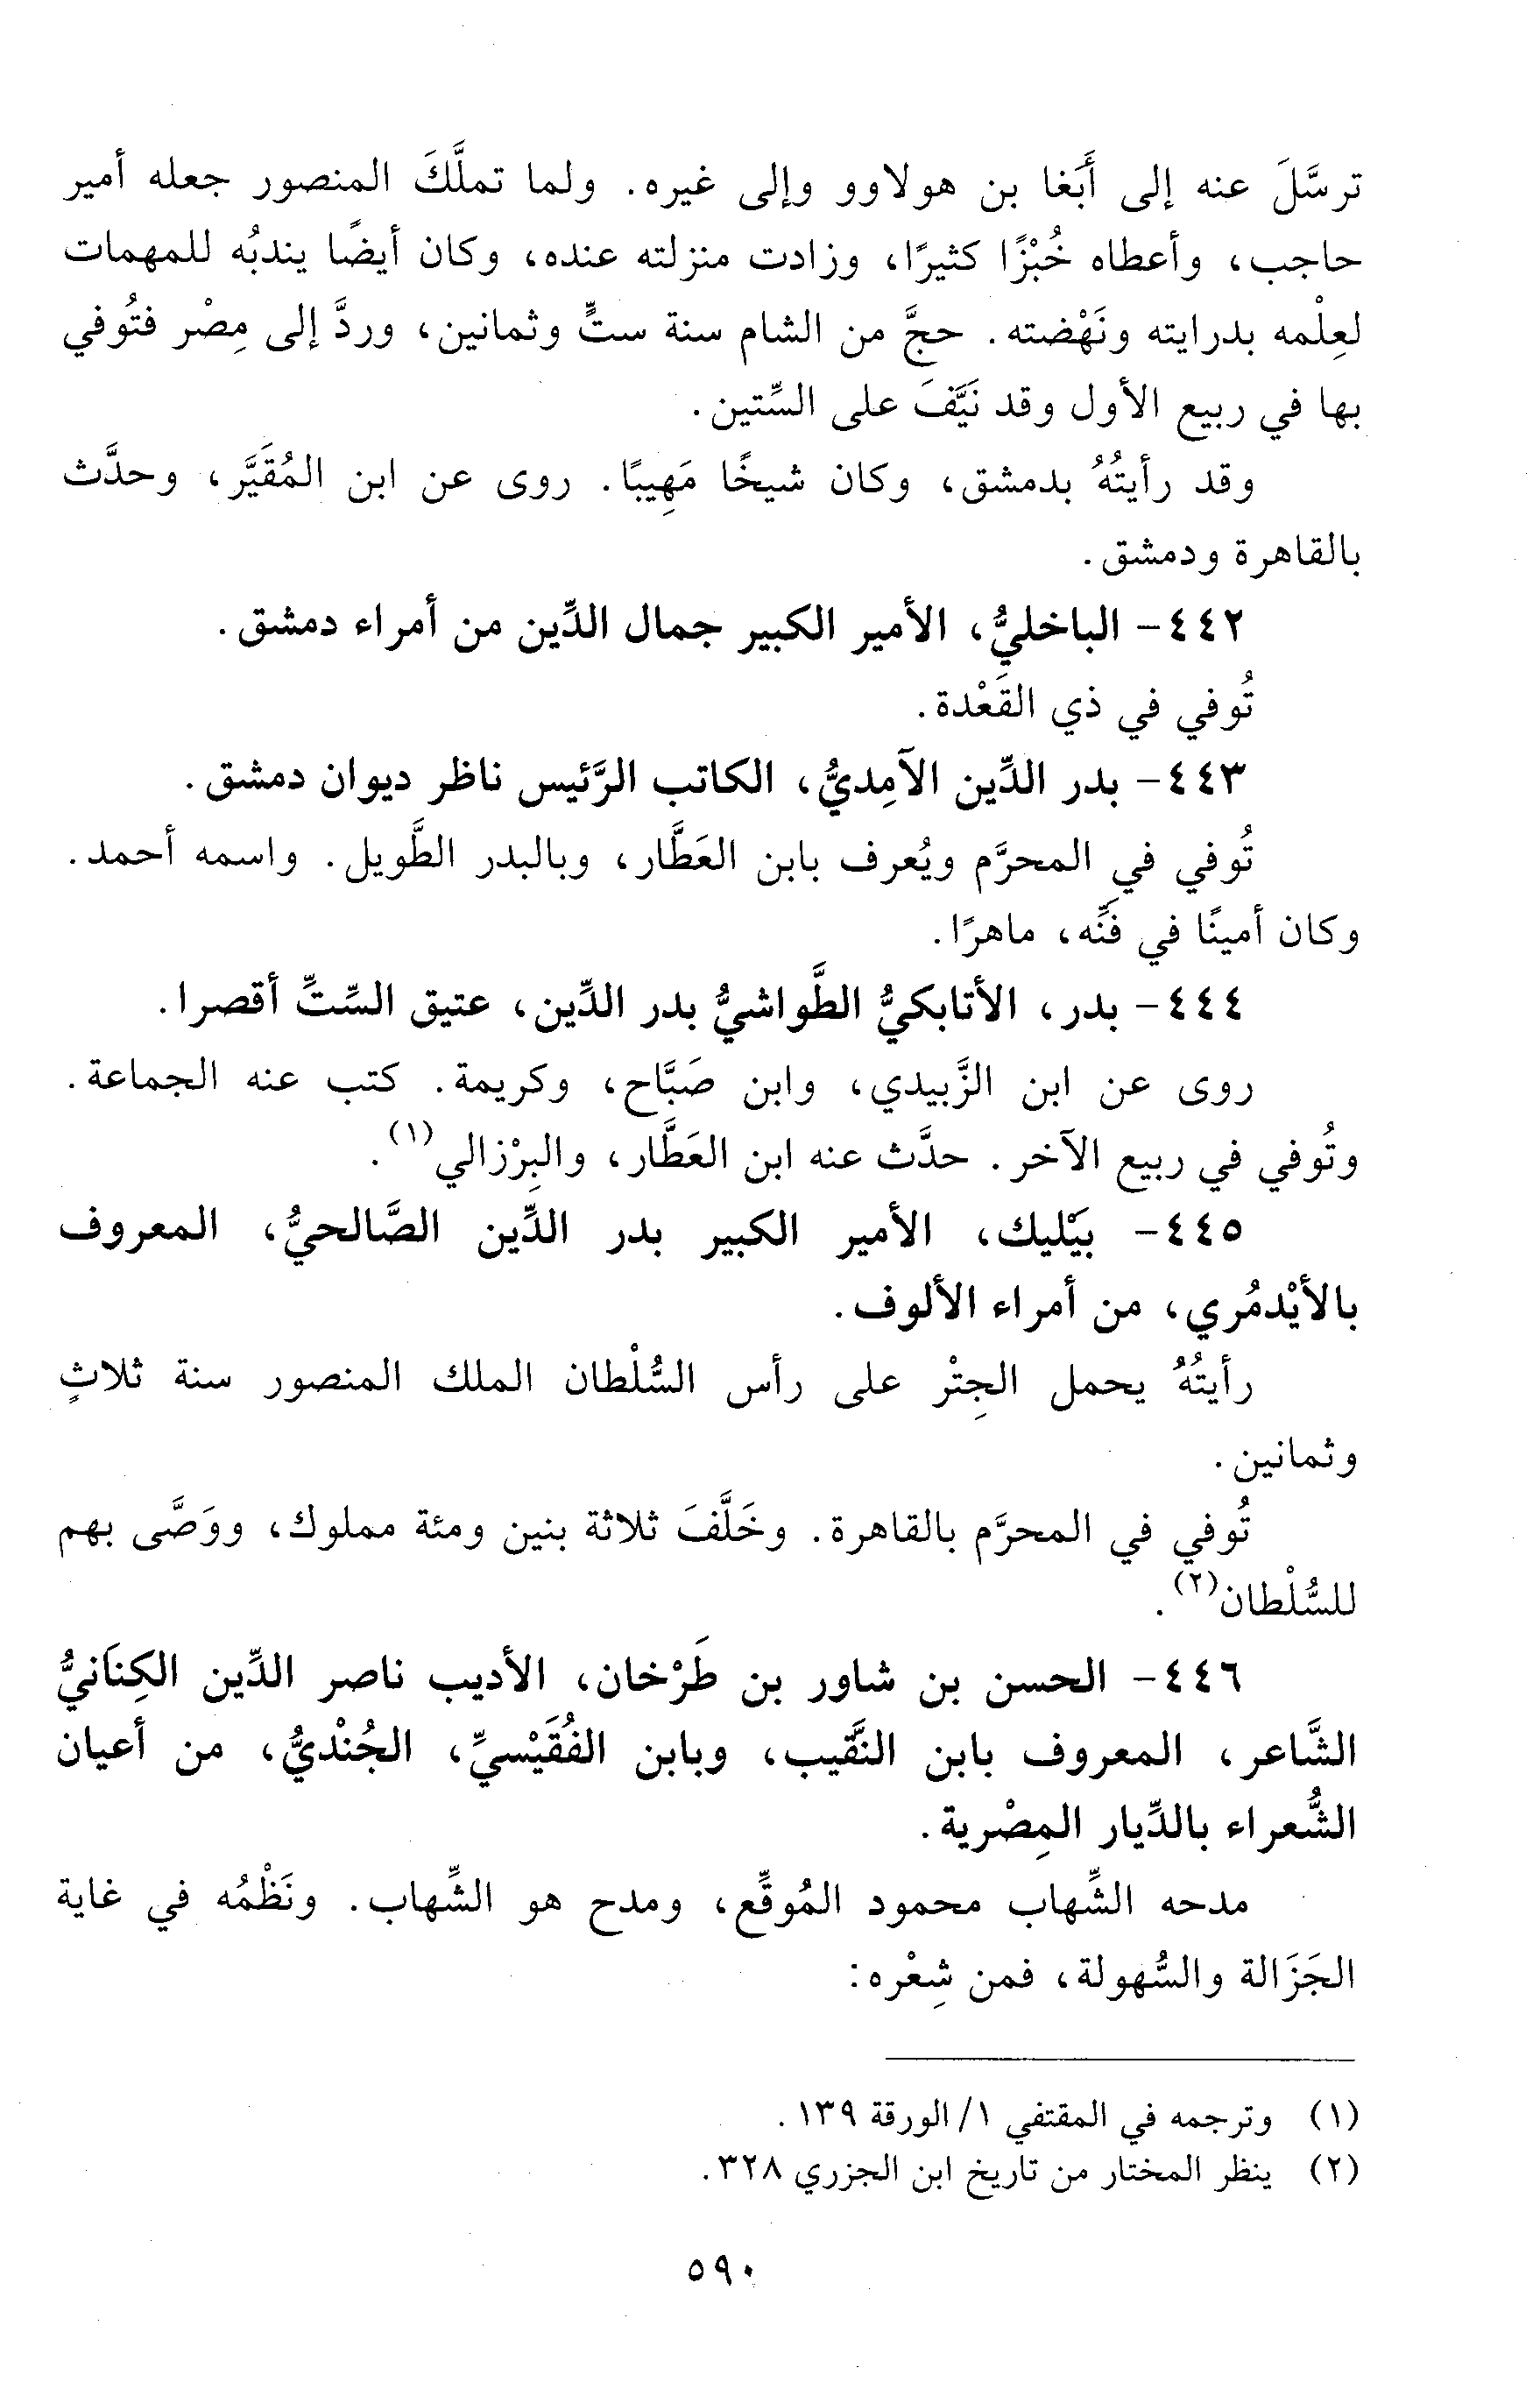 ترسَّلَ عنه إلى أَبَغا بن هولاوو وإلى غيره. ولما تملَّكَ المنصور جعله أمير
حاجب، وأعطاه خُبْزًا كثيرًا، وزادت منزلته عنده، وكان أيضًا يندبُه للمهمات
لعِلْمه بدرايته ونَهْضته. حجَّ من الشام سنة ستٍّ وثمانين، وردَّ إلى مِصْر فتُوفي
بها في ربيع الأول وقد نَيَّفَ على السِّتين.
وقد رأيتُهُ بدمشق، وكان شيخًا مَهِيبًا. روى عن ابن المُقَيَّر، وحدَّث
بالقاهرة ودمشق.
٤٤٢- الباخليُّ، الأمير الكبير جمال الدِّين من أمراء دمشق.
تُوفي في ذي القَعْدة.
٤٤٣- بدر الدِّين الآمِديُّ، الكاتب الرَّئيس ناظر ديوان دمشق.
تُوفي في المحرَّم ويُعرف بابن العَطَّار، وبالبدر الطَّويل. واسمه أحمد.
وكان أمينًا في فَنِّه، ماهرًا.
٤٤٤- بدر، الأتابكيُّ الطَّواشيُّ بدر الدِّين، عتيق السِّتِّ أقصرا.
روى عن ابن الزَّبيدي، وابن صَبَّاح، وكريمة. كتب عنه الجماعة.
وتُوفي في ربيع الآخر. حدَّث عنه ابن العَطَّار، والبِرْزالي(١).
٤٤٥- بَيْليك، الأمير الكبير بدر الدِّين الصَّالحيُّ، المعروف
بالأَيْدمُري، من أمراء الألوف.
رأيتُهُ يحمل الجِتْر على رأس السُّلْطان الملك المنصور سنة ثلاثٍ
وثمانين.
تُوفي في المحرَّم بالقاهرة. وخَلَّفَ ثلاثة بنين ومئة مملوك، ووَصَّى بهم
للسُّلْطان(٢).
٤٤٦- الحسن بن شاور بن طَرْخان، الأديب ناصر الدِّين الكِنَانيُّ
الشَّاعر، المعروف بابن النَّقيب، وبابن الفُقَيْسيِّ، الجُنْديُّ، من أعيان
الشُّعراء بالدِّيار المِصْرية.
مدحه الشِّهاب محمود المُوقِّع، ومدح هو الشِّهاب. ونَظْمُه في غاية
الجَزَالة والسُّهولة، فمن شِعْره:
(١) وترجمه في المقتفي ١/ الورقة ١٣٩.
(٢) ينظر المختار من تاريخ ابن الجزري ٣٢٨.
٥٩٠